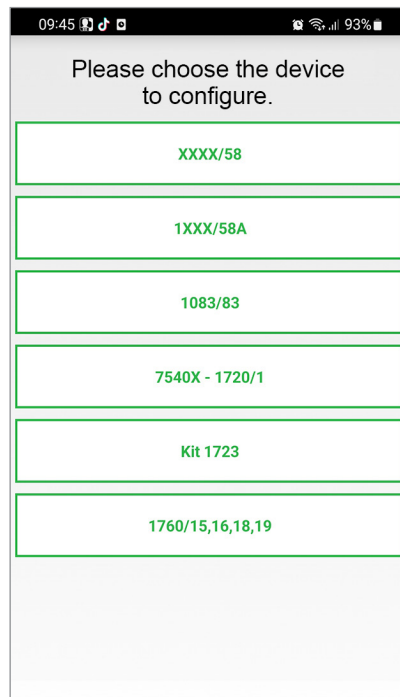 09:45 93%
Please choose the device
to configure.
XXXX/58
1XXX/58A
1083/83
7540X - 1720/1
Kit 1723
1760/15,16,18,19